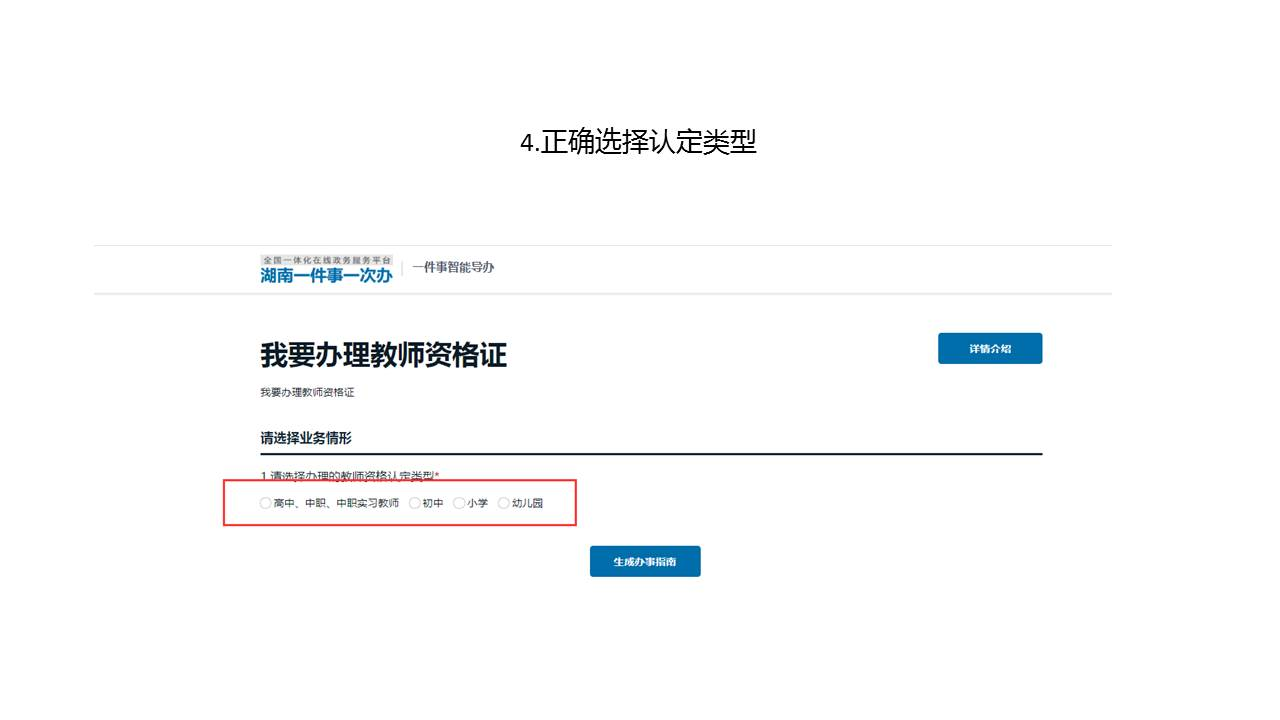 4.正确选择认定类型
全国一体化在线政务服务平台
湖南一件事一次办
一件事智能导办
我要办理教师资格证
详情介绍
我要办理教师资格证
请选择业务情形
1.请选择办理的教师资格认定类型*
高中、中职、中职实习教师 初中 小学 幼儿园
生成办事指南